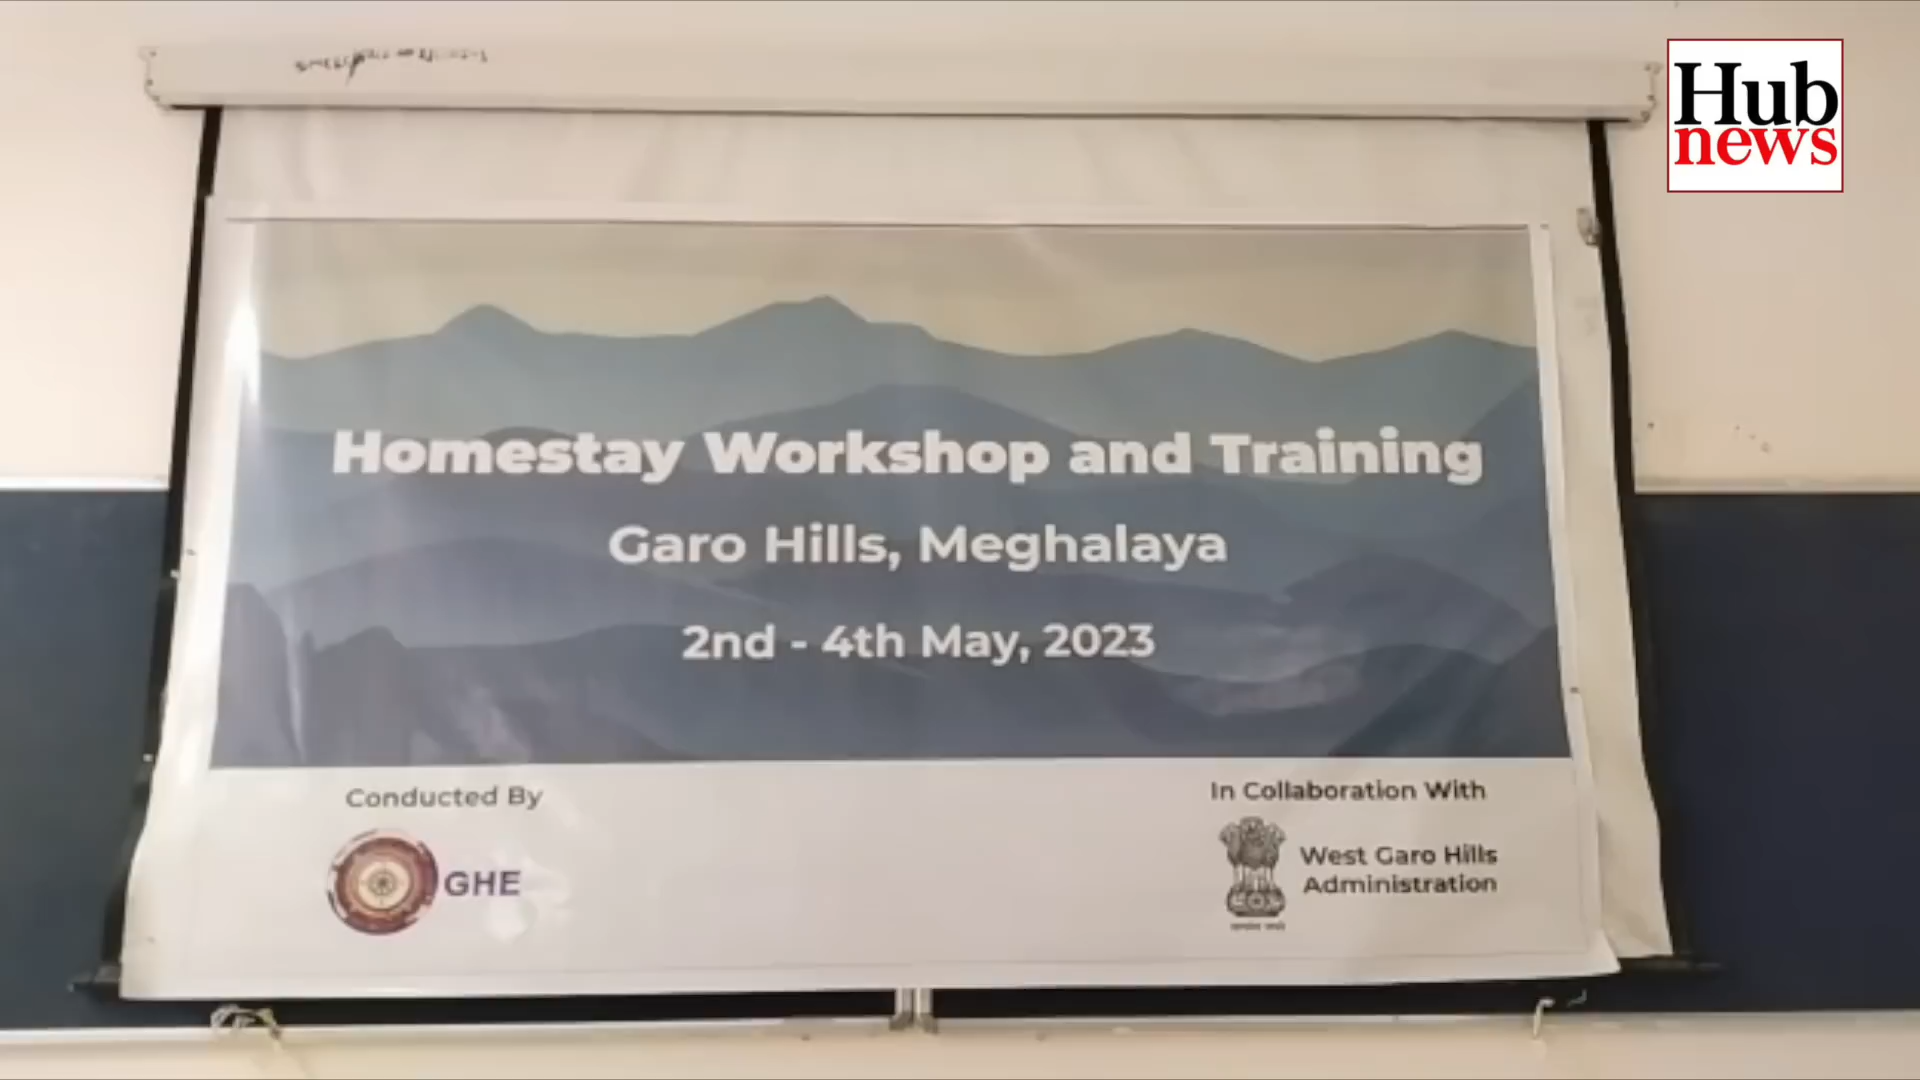 Hub
news
Homestay Workshop and Training
Garo Hills, Meghalaya
2nd - 4th May, 2023
Conducted By
GHE
In Collaboration With
West Garo Hills
Administration